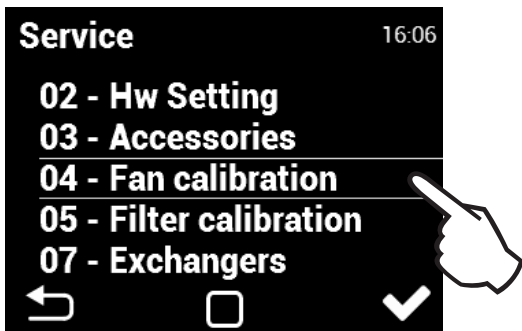 Service
16:06
02 - Hw Setting
03 - Accessories
04 - Fan calibration
05 - Filter calibration
07 - Exchangers